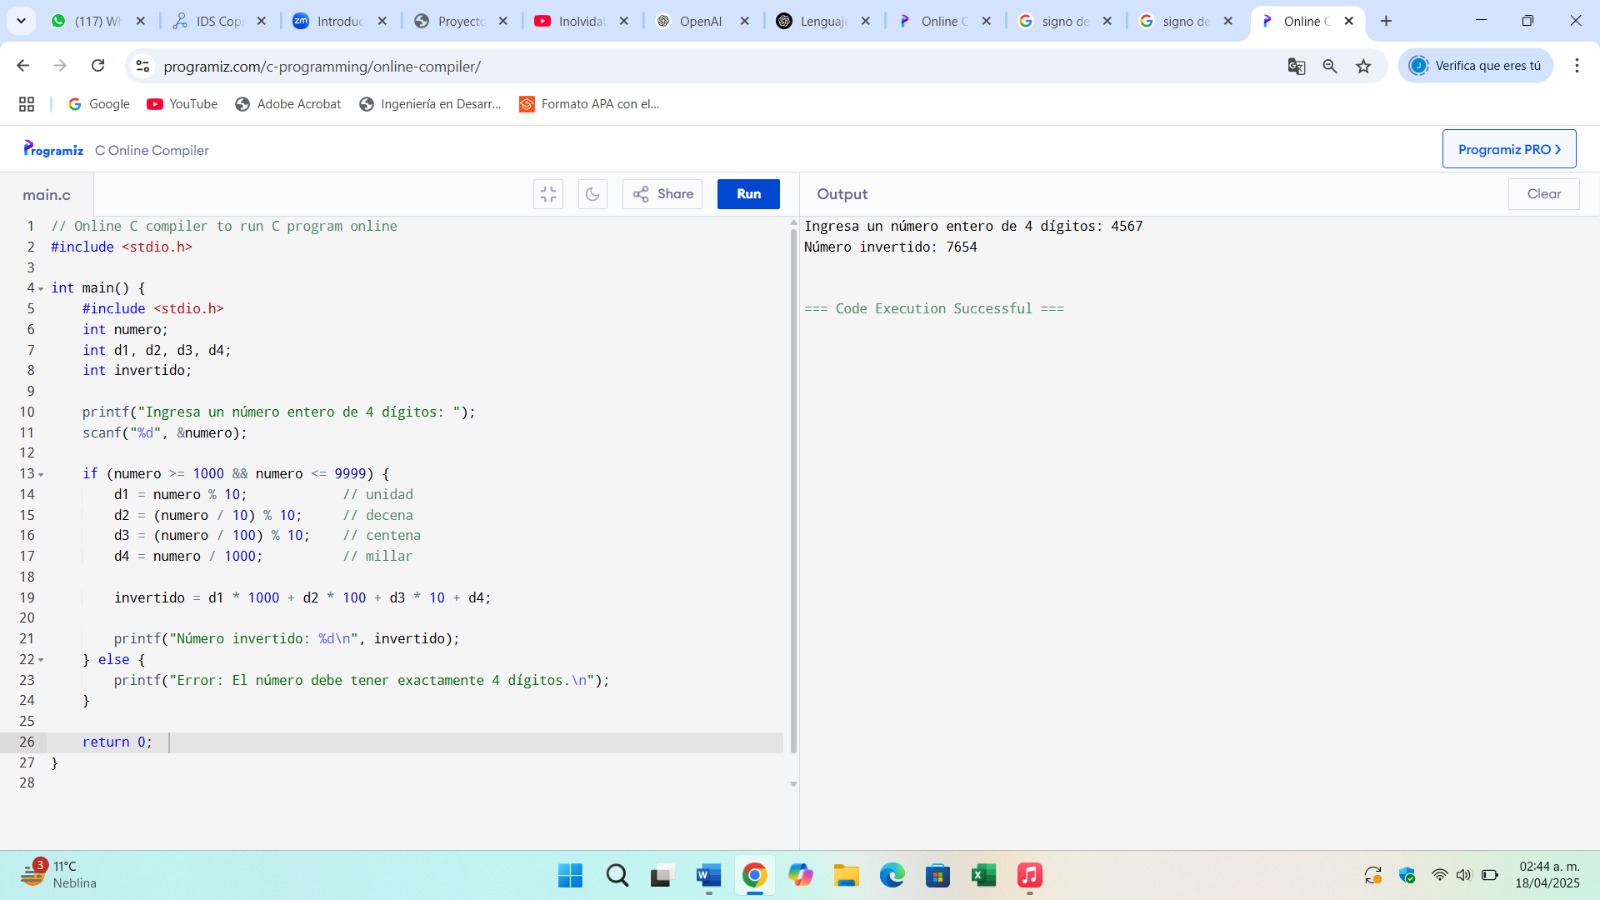 (117) Wh
IDS Cop
zm Introduc
Proyecto
Inolvidal
OpenAI
Lenguaje
Online C
signo de
signo de
Online C
programiz.com/c-programming/online-compiler/
Verifica que eres tú
Google
YouTube
Adobe Acrobat
Ingeniería en Desarr...
Formato APA con el...
Programiz C Online Compiler
Programiz PRO >
main.c
Share
Run
Output
Clear
1 // Online C compiler to run C program online
2 #include <stdio.h>
3
4 int main() {
5 #include <stdio.h>
6 int numero;
7 int d1, d2, d3, d4;
8 int invertido;
9
10 printf("Ingresa un número entero de 4 dígitos: ");
11 scanf("%d", &numero);
12
13 if (numero >= 1000 && numero <= 9999) {
14 d1 = numero % 10; // unidad
15 d2 = (numero / 10) % 10; // decena
16 d3 = (numero / 100) % 10; // centena
17 d4 = numero / 1000; // millar
18
19 invertido = d1 * 1000 + d2 * 100 + d3 * 10 + d4;
20
21 printf("Número invertido: %d\n", invertido);
22 } else {
23 printf("Error: El número debe tener exactamente 4 dígitos.\n");
24 }
25
26 return 0;
27 }
28
Ingresa un número entero de 4 dígitos: 4567
Número invertido: 7654
=== Code Execution Successful ===
3
11°C
Neblina
02:44 a. m.
18/04/2025